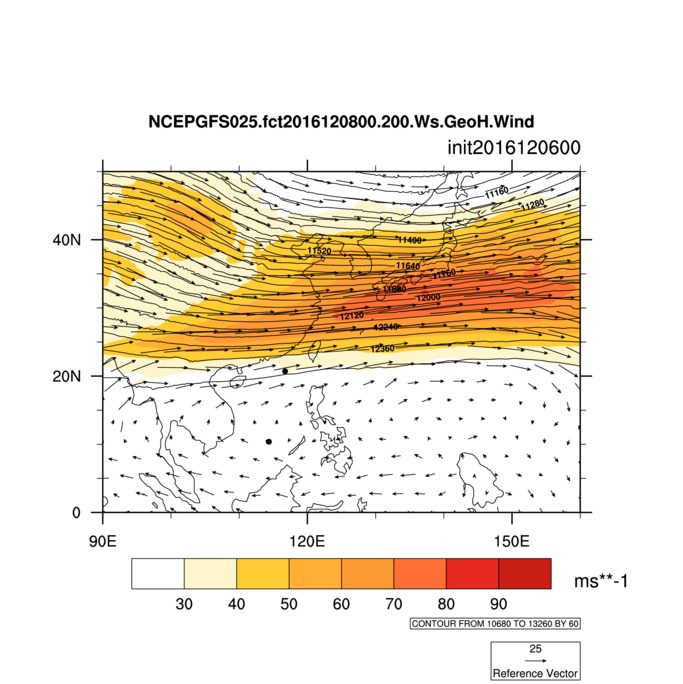 NCEPGFS025.fct2016120800.200.Ws.GeoH.Wind
init2016120600
11160
11280
40N
11400
11520
11640
11760
11880
12000
12120
12240
12360
20N
0
90E 120E 150E
ms**-1
30 40 50 60 70 80 90
CONTOUR FROM 10680 TO 13260 BY 60
25
Reference Vector